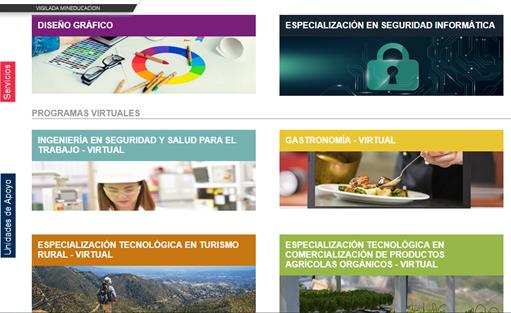 VIGILADA MINEDUCACIÓN
DISEÑO GRÁFICO
ESPECIALIZACIÓN EN SEGURIDAD INFORMÁTICA
Servicios
PROGRAMAS VIRTUALES
INGENIERÍA EN SEGURIDAD Y SALUD PARA EL
TRABAJO - VIRTUAL
GASTRONOMÍA - VIRTUAL
Unidades de Apoyo
ESPECIALIZACIÓN TECNOLÓGICA EN TURISMO
RURAL - VIRTUAL
ESPECIALIZACIÓN TECNOLÓGICA EN
COMERCIALIZACIÓN DE PRODUCTOS
AGRÍCOLAS ORGÁNICOS - VIRTUAL